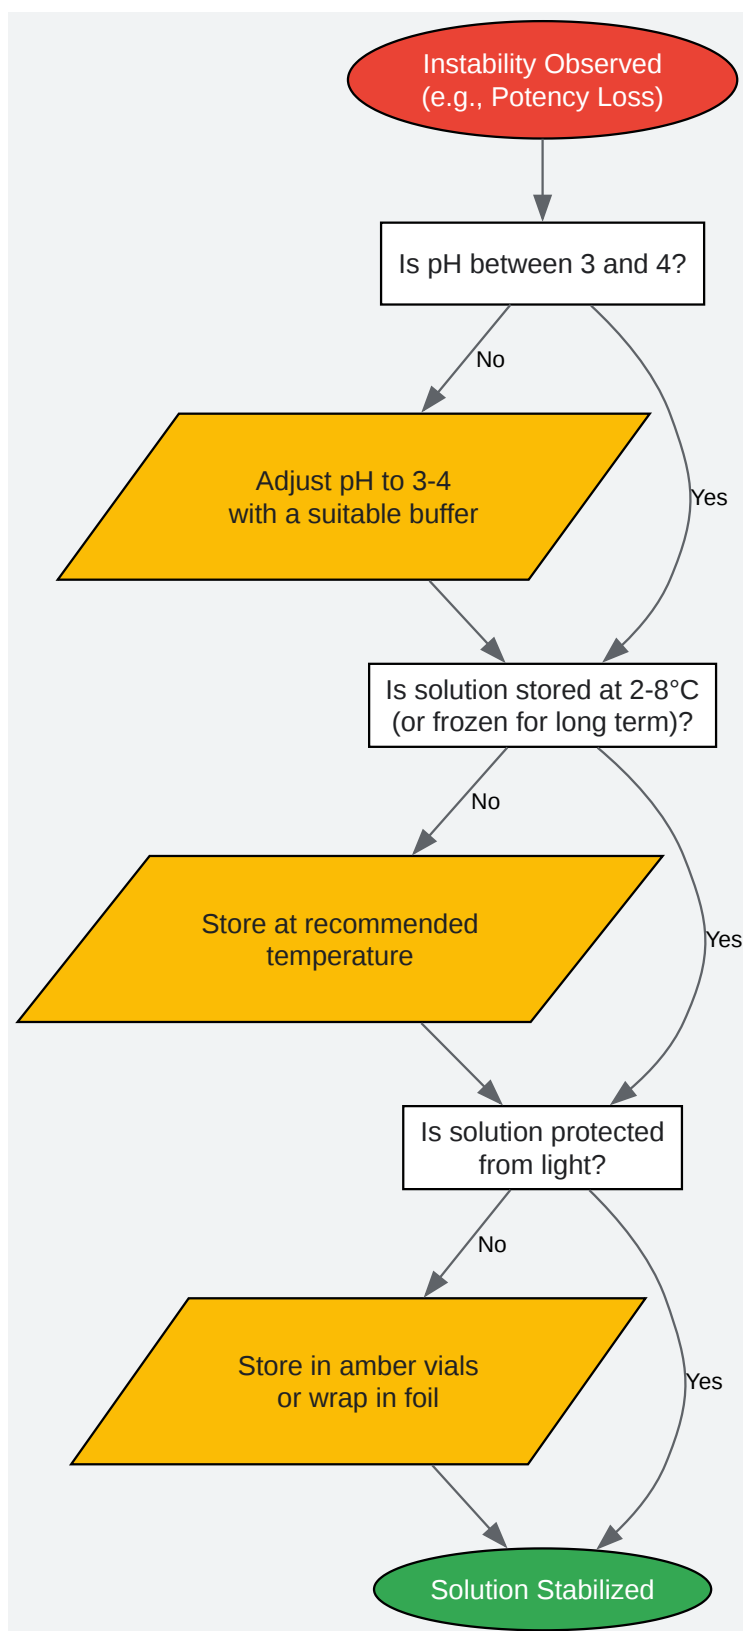 Instability Observed
(e.g., Potency Loss)
Is pH between 3 and 4?
No
Adjust pH to 3-4
with a suitable buffer
Yes
Is solution stored at 2-8°C
(or frozen for long term)?
No
Store at recommended
temperature
Yes
Is solution protected
from light?
No
Store in amber vials
or wrap in foil
Yes
Solution Stabilized